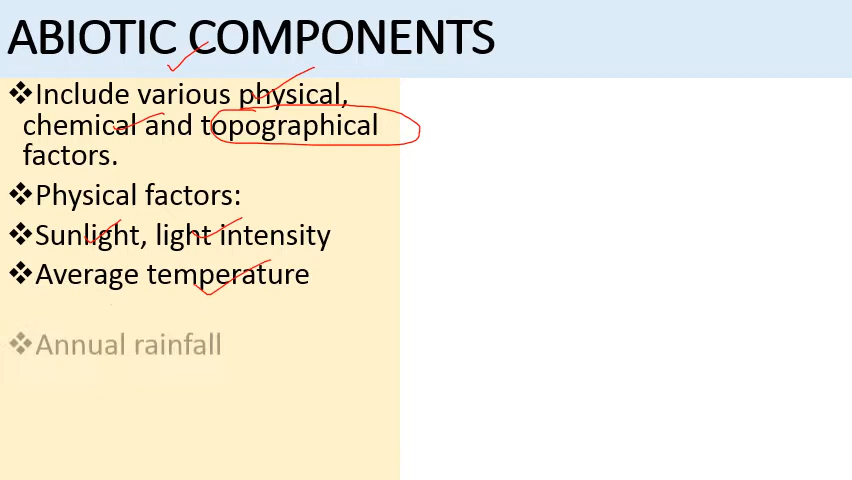 ABIOTIC COMPONENTS
❖Include various physical,
chemical and topographical
factors.
❖Physical factors:
❖Sunlight, light intensity
❖Average temperature
❖Annual rainfall